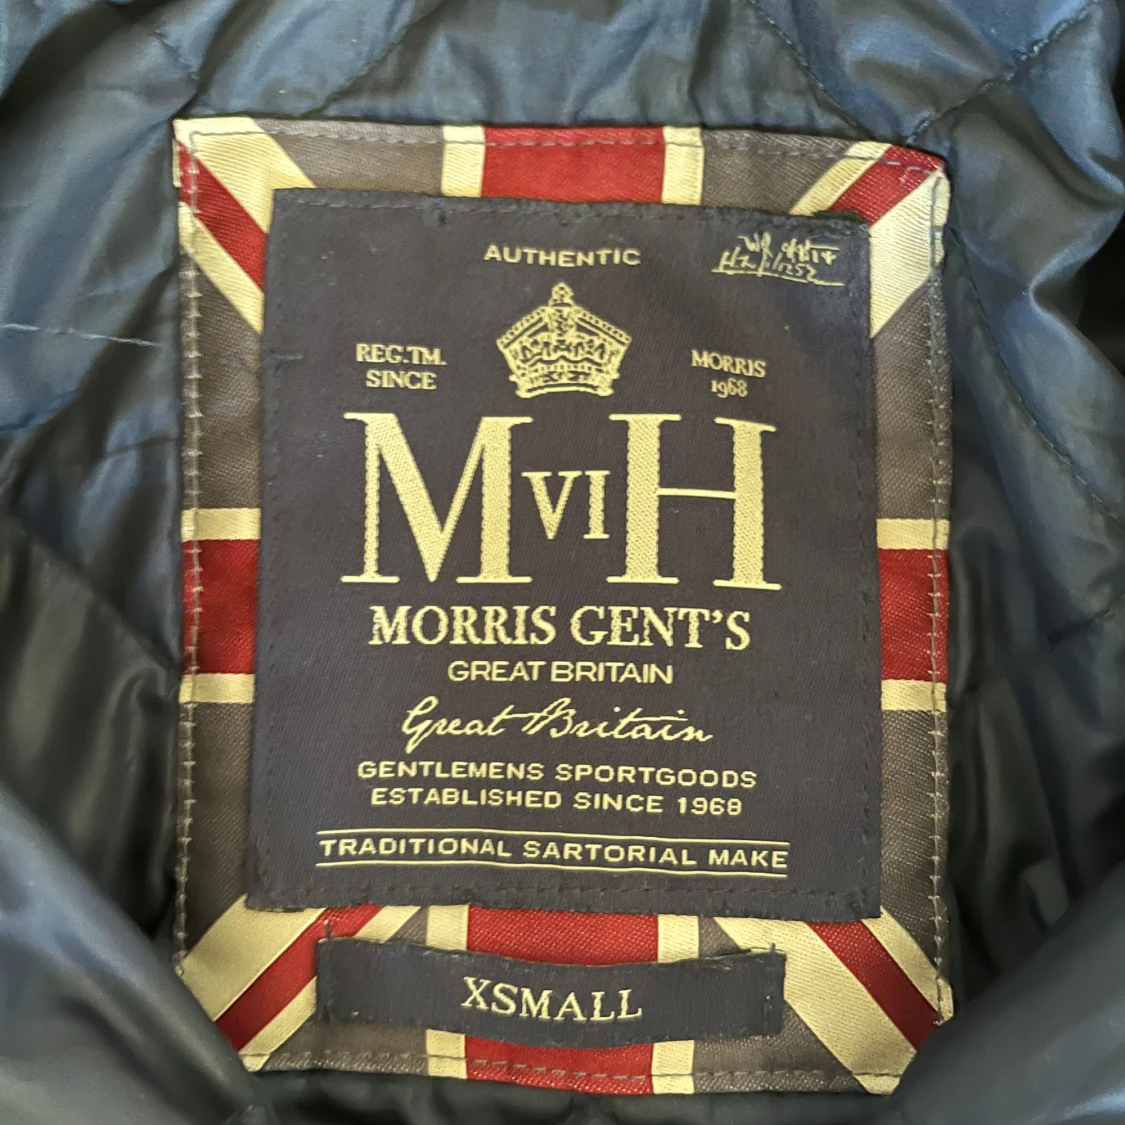 AUTHENTIC
REG.TM.
SINCE
MORRIS
1968
MVIH
MORRIS GENT'S
GREAT BRITAIN
Great Britain
GENTLEMENS SPORTGOODS
ESTABLISHED SINCE 1968
TRADITIONAL SARTORIAL MAKE
XSMALL